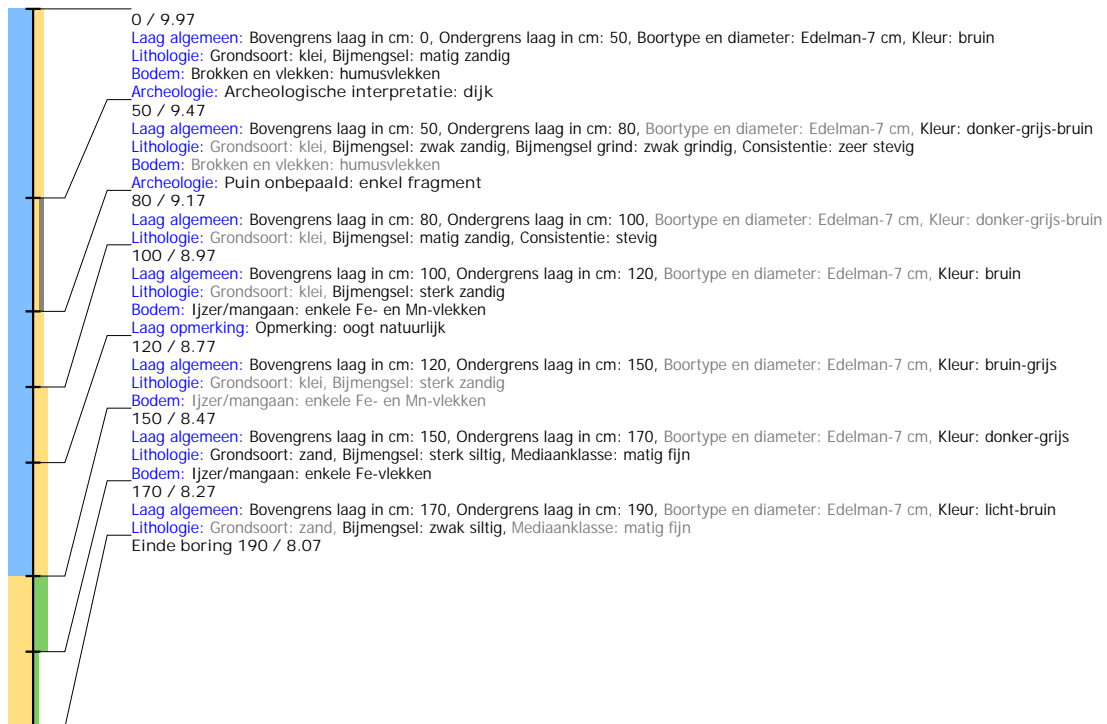 0 / 9.97
Laag algemeen: Bovengrens laag in cm: 0, Ondergrens laag in cm: 50, Boortype en diameter: Edelman-7 cm, Kleur: bruin
Lithologie: Grondsoort: klei, Bijmengsel: matig zandig
Bodem: Brokken en vlekken: humusvlekken
Archeologie: Archeologische interpretatie: dijk
50 / 9.47
Laag algemeen: Bovengrens laag in cm: 50, Ondergrens laag in cm: 80, Boortype en diameter: Edelman-7 cm, Kleur: donker-grijs-bruin
Lithologie: Grondsoort: klei, Bijmengsel: zwak zandig, Bijmengsel grind: zwak grindig, Consistentie: zeer stevig
Bodem: Brokken en vlekken: humusvlekken
Archeologie: Puin onbepaald: enkel fragment
80 / 9.17
Laag algemeen: Bovengrens laag in cm: 80, Ondergrens laag in cm: 100, Boortype en diameter: Edelman-7 cm, Kleur: donker-grijs-bruin
Lithologie: Grondsoort: klei, Bijmengsel: matig zandig, Consistentie: stevig
100 / 8.97
Laag algemeen: Bovengrens laag in cm: 100, Ondergrens laag in cm: 120, Boortype en diameter: Edelman-7 cm, Kleur: bruin
Lithologie: Grondsoort: klei, Bijmengsel: sterk zandig
Bodem: Ijzer/mangaan: enkele Fe- en Mn-vlekken
Laag opmerking: Opmerking: oogt natuurlijk
120 / 8.77
Laag algemeen: Bovengrens laag in cm: 120, Ondergrens laag in cm: 150, Boortype en diameter: Edelman-7 cm, Kleur: bruin-grijs
Lithologie: Grondsoort: klei, Bijmengsel: sterk zandig
Bodem: Ijzer/mangaan: enkele Fe- en Mn-vlekken
150 / 8.47
Laag algemeen: Bovengrens laag in cm: 150, Ondergrens laag in cm: 170, Boortype en diameter: Edelman-7 cm, Kleur: donker-grijs
Lithologie: Grondsoort: zand, Bijmengsel: sterk siltig, Mediaanklasse: matig fijn
Bodem: Ijzer/mangaan: enkele Fe-vlekken
170 / 8.27
Laag algemeen: Bovengrens laag in cm: 170, Ondergrens laag in cm: 190, Boortype en diameter: Edelman-7 cm, Kleur: licht-bruin
Lithologie: Grondsoort: zand, Bijmengsel: zwak siltig, Mediaanklasse: matig fijn
Einde boring 190 / 8.07